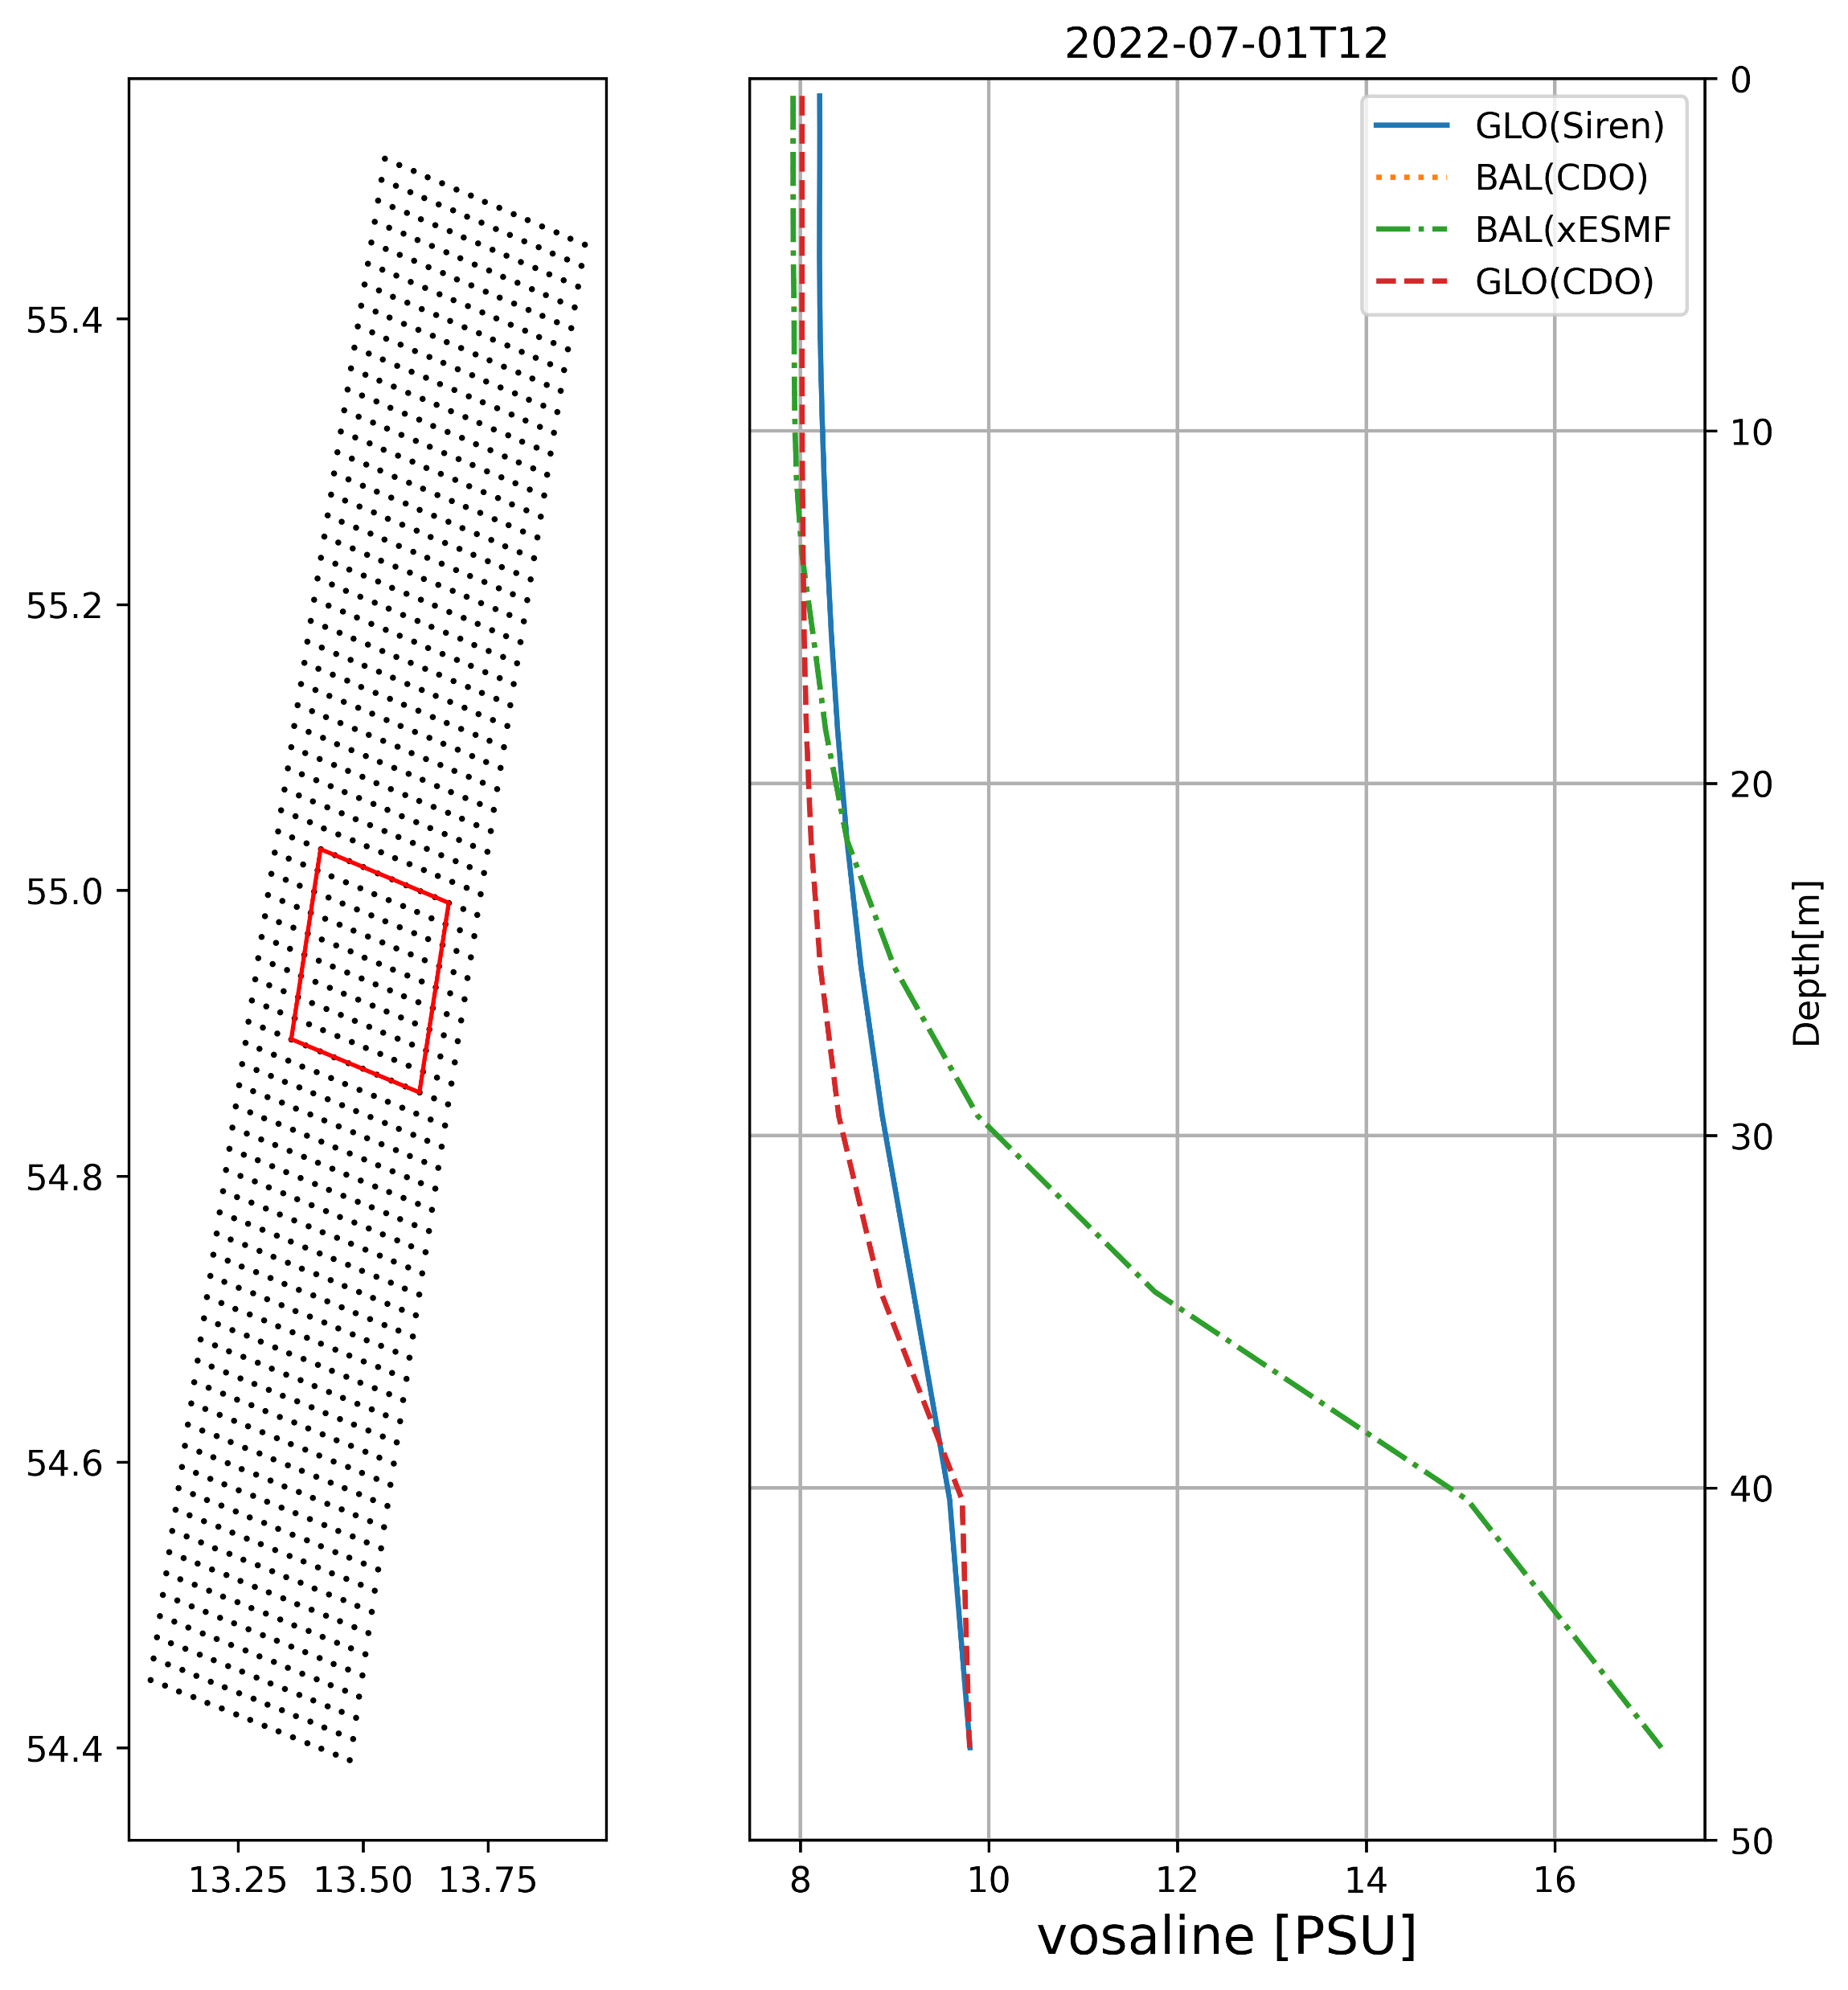 2022-07-01T12
55.4
55.2
55.0
54.8
54.6
54.4
13.25 13.50 13.75
GLO(Siren)
BAL(CDO)
BAL(xESMF
GLO(CDO)
0
10
20
30
40
50
Depth[m]
8 10 12 14 16
vosaline [PSU]